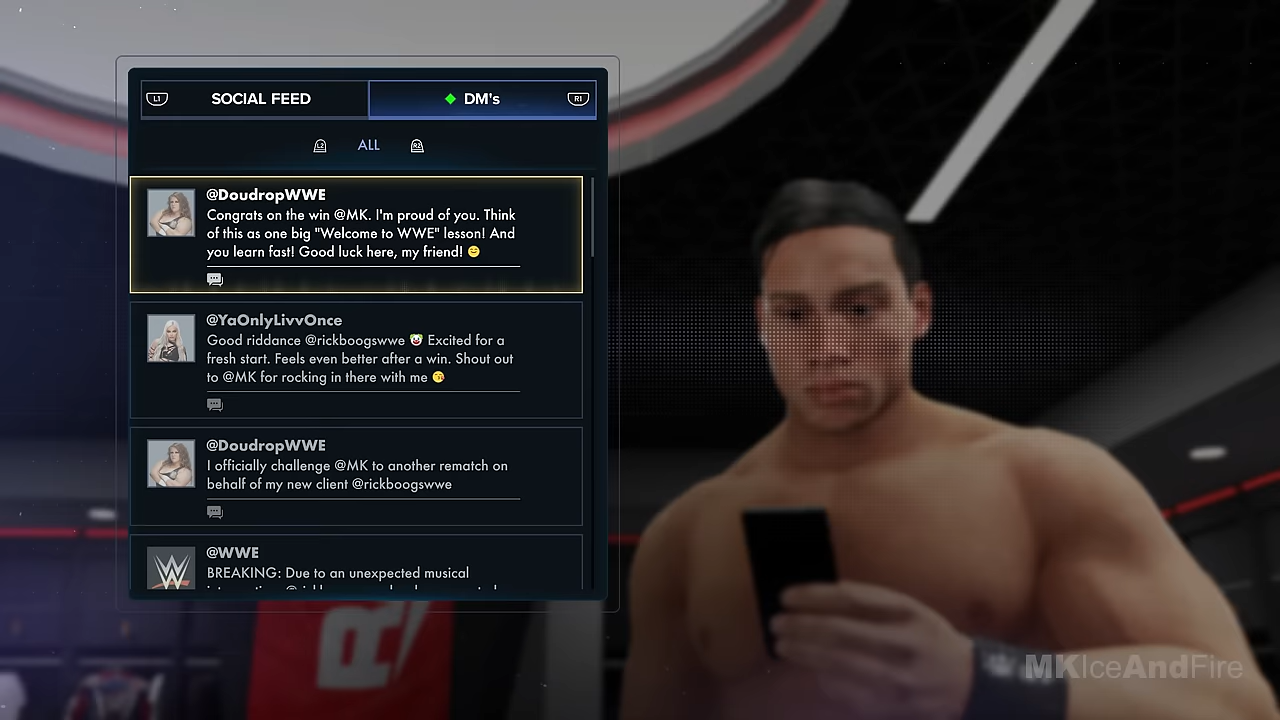 L1 SOCIAL FEED DM's R1
L2 ALL R2
@DoudropWWE
Congrats on the win @MK. I'm proud of you. Think
of this as one big "Welcome to WWE" lesson! And
you learn fast! Good luck here, my friend! 😊
@YaOnlyLivvOnce
Good riddance @rickboogswwe 🤡 Excited for a
fresh start. Feels even better after a win. Shout out
to @MK for rocking in there with me 😘
@DoudropWWE
I officially challenge @MK to another rematch on
behalf of my new client @rickboogswwe
@WWE
BREAKING: Due to an unexpected musical
W
R
MKIceAndFire